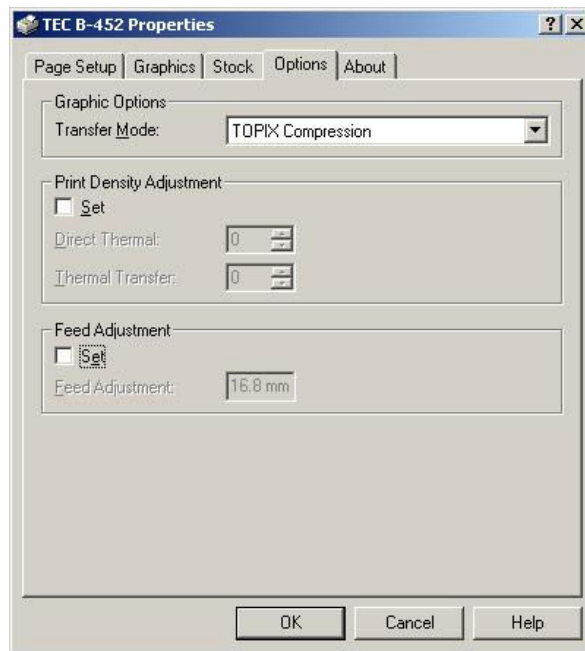 TEC B-452 Properties
Page Setup Graphics Stock Options About
Graphic Options
Transfer Mode: TOPIX Compression
Print Density Adjustment
Set
Direct Thermal: 0
Thermal Transfer: 0
Feed Adjustment
Set
Feed Adjustment: 16.8 mm
OK Cancel Help